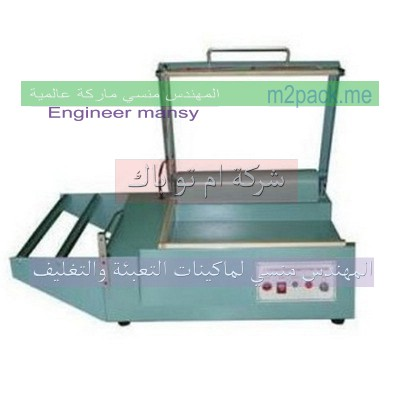 المهندس منسي ماركة عالمية
m2pack.me
Engineer mansy
شركة ام تو باك
المهندس منسي لماكينات التعبئة والتغليف